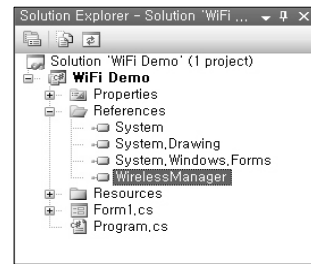 Solution Explorer - Solution 'WiFi ...
Solution 'WiFi Demo' (1 project)
WiFi Demo
Properties
References
System
System.Drawing
System.Windows.Forms
WirelessManager
Resources
Form1.cs
Program.cs